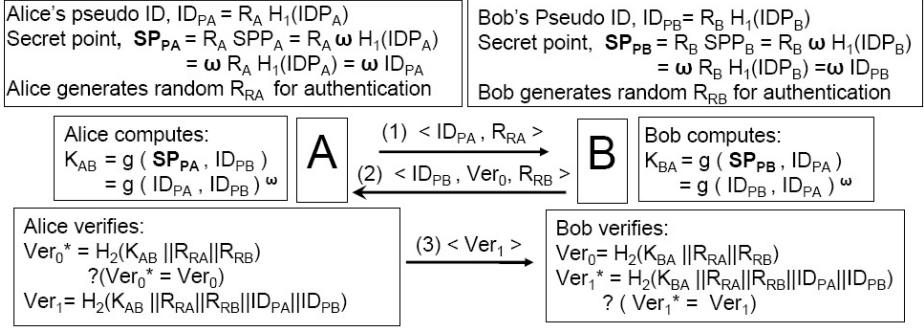 Alice's pseudo ID, ID_PA = R_A H_1(IDP_A)
Secret point, SP_PA = R_A SPP_A = R_A ω H_1(IDP_A)
= ω R_A H_1(IDP_A) = ω ID_PA
Alice generates random R_RA for authentication
Bob's Pseudo ID, ID_PB = R_B H_1(IDP_B)
Secret point, SP_PB = R_B SPP_B = R_B ω H_1(IDP_B)
= ω R_B H_1(IDP_B) =ω ID_PB
Bob generates random R_RB for authentication
Alice computes:
K_AB = g ( SP_PA , ID_PB )
= g ( ID_PA , ID_PB ) ^ω
A
(1) < ID_PA , R_RA >
(2) < ID_PB , Ver_0, R_RB >
B
Bob computes:
K_BA = g ( SP_PB , ID_PA )
= g ( ID_PB , ID_PA ) ^ω
Alice verifies:
Ver_0* = H_2(K_AB ||R_RA||R_RB)
?(Ver_0* = Ver_0)
Ver_1= H_2(K_AB ||R_RA||R_RB||ID_PA||ID_PB)
(3) < Ver_1 >
Bob verifies:
Ver_0= H_2(K_BA ||R_RA||R_RB)
Ver_1* = H_2(K_BA ||R_RA||R_RB||ID_PA||ID_PB)
? ( Ver_1* = Ver_1)